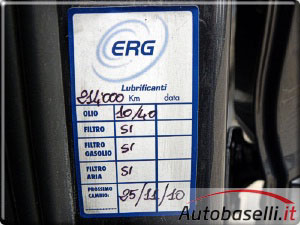 ERG
Lubrificanti
214000 Km data
OLIO 10/40
FILTRO SI
FILTRO GASOLIO SI
FILTRO ARIA SI
PROSSIMO CAMBIO: 25/11/10
Autobaselli.it